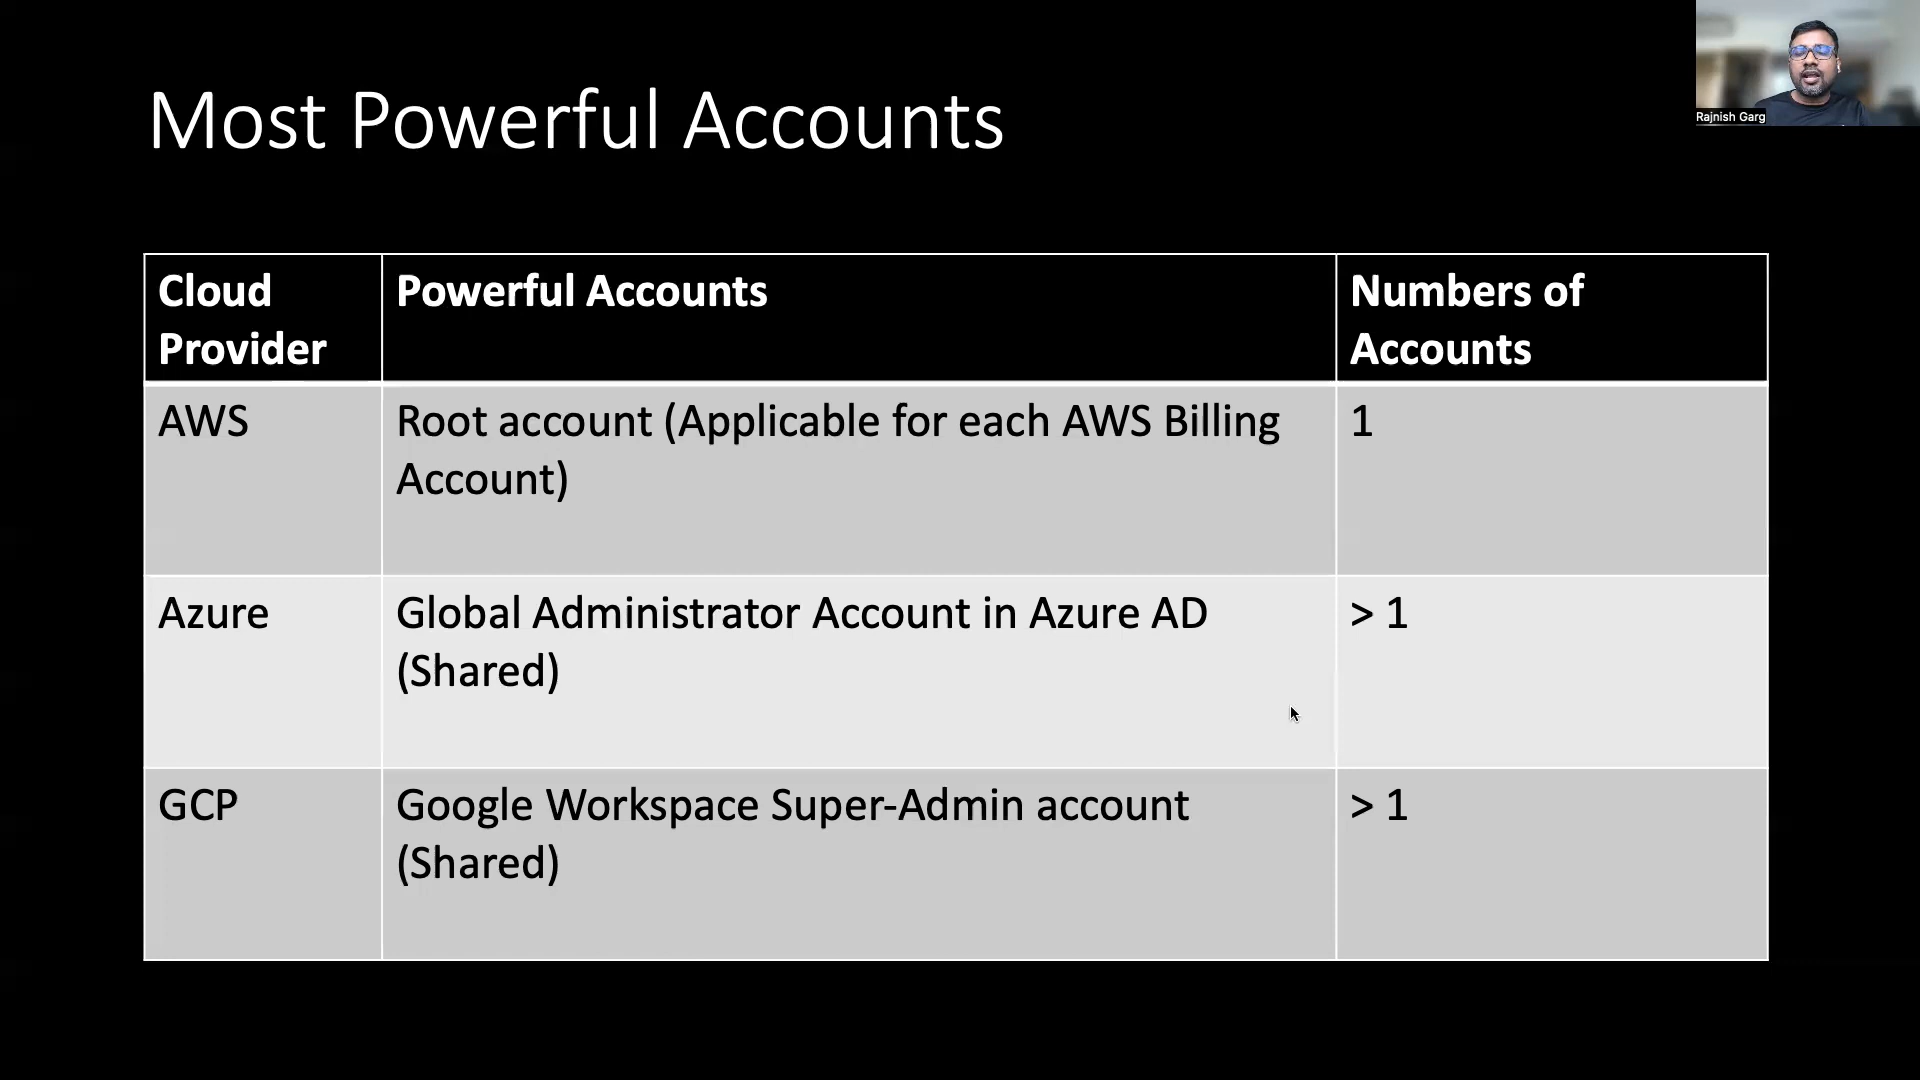 Most Powerful Accounts
Rajnish Garg
Cloud
Provider
Powerful Accounts
Numbers of
Accounts
AWS
Root account (Applicable for each AWS Billing
Account)
1
Azure
Global Administrator Account in Azure AD
(Shared)
> 1
GCP
Google Workspace Super-Admin account
(Shared)
> 1